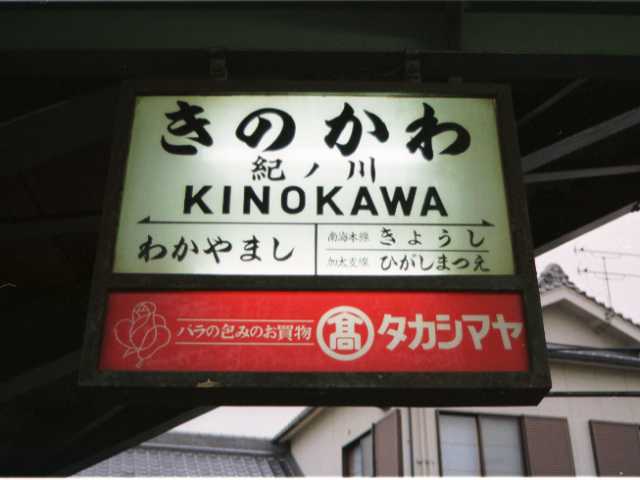 きのかわ
紀ノ川
KINOKAWA
わかやまし
南海本線 きょうし
加太支線 ひがしまつえ
バラの包みのお買物 髙 タカシマヤ